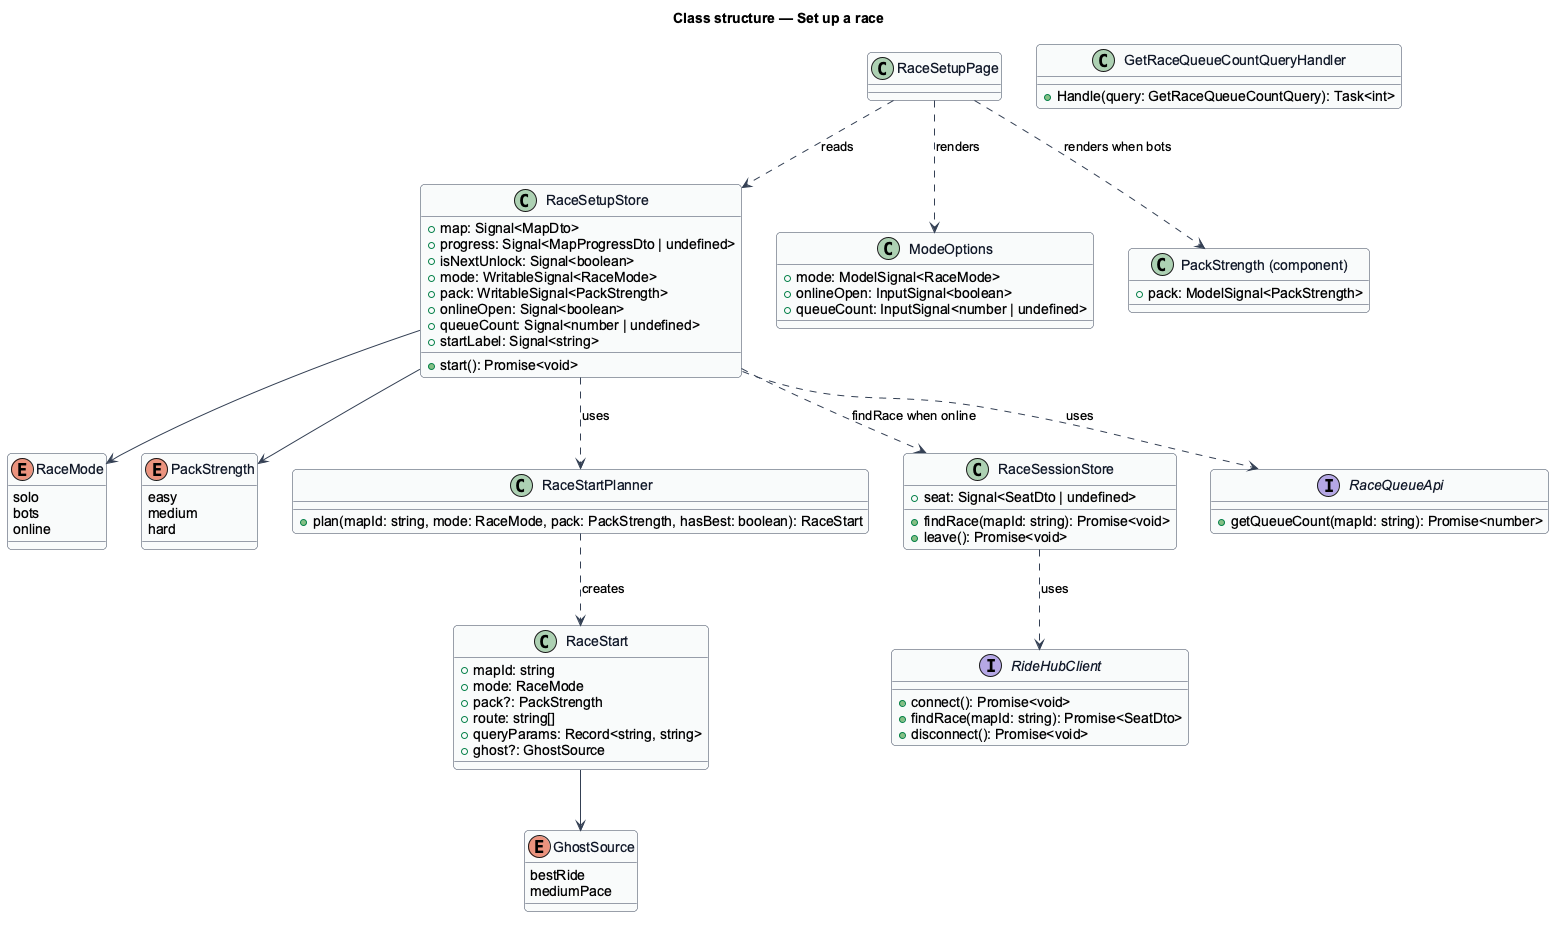 Class structure — Set up a race
RaceSetupPage
GetRaceQueueCountQueryHandler
Handle(query: GetRaceQueueCountQuery): Task<int>
reads
renders
renders when bots
RaceSetupStore
map: Signal<MapDto>
progress: Signal<MapProgressDto | undefined>
isNextUnlock: Signal<boolean>
mode: WritableSignal<RaceMode>
pack: WritableSignal<PackStrength>
onlineOpen: Signal<boolean>
queueCount: Signal<number | undefined>
startLabel: Signal<string>
start(): Promise<void>
ModeOptions
mode: ModelSignal<RaceMode>
onlineOpen: InputSignal<boolean>
queueCount: InputSignal<number | undefined>
PackStrength (component)
pack: ModelSignal<PackStrength>
uses
findRace when online
uses
RaceMode
solo
bots
online
PackStrength
easy
medium
hard
RaceStartPlanner
plan(mapId: string, mode: RaceMode, pack: PackStrength, hasBest: boolean): RaceStart
RaceSessionStore
seat: Signal<SeatDto | undefined>
findRace(mapId: string): Promise<void>
leave(): Promise<void>
RaceQueueApi
getQueueCount(mapId: string): Promise<number>
creates
uses
RaceStart
mapId: string
mode: RaceMode
pack?: PackStrength
route: string[]
queryParams: Record<string, string>
ghost?: GhostSource
RideHubClient
connect(): Promise<void>
findRace(mapId: string): Promise<SeatDto>
disconnect(): Promise<void>
GhostSource
bestRide
mediumPace